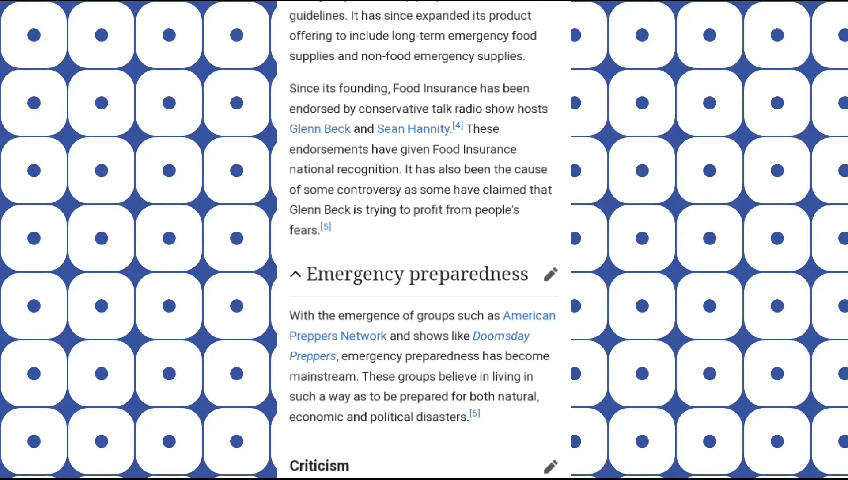 guidelines. It has since expanded its product
offering to include long-term emergency food
supplies and non-food emergency supplies.
Since its founding, Food Insurance has been
endorsed by conservative talk radio show hosts
Glenn Beck and Sean Hannity.[4] These
endorsements have given Food Insurance
national recognition. It has also been the cause
of some controversy as some have claimed that
Glenn Beck is trying to profit from people's
fears.[5]
Emergency preparedness
With the emergence of groups such as American
Preppers Network and shows like Doomsday
Preppers, emergency preparedness has become
mainstream. These groups believe in living in
such a way as to be prepared for both natural,
economic and political disasters.[6]
Criticism